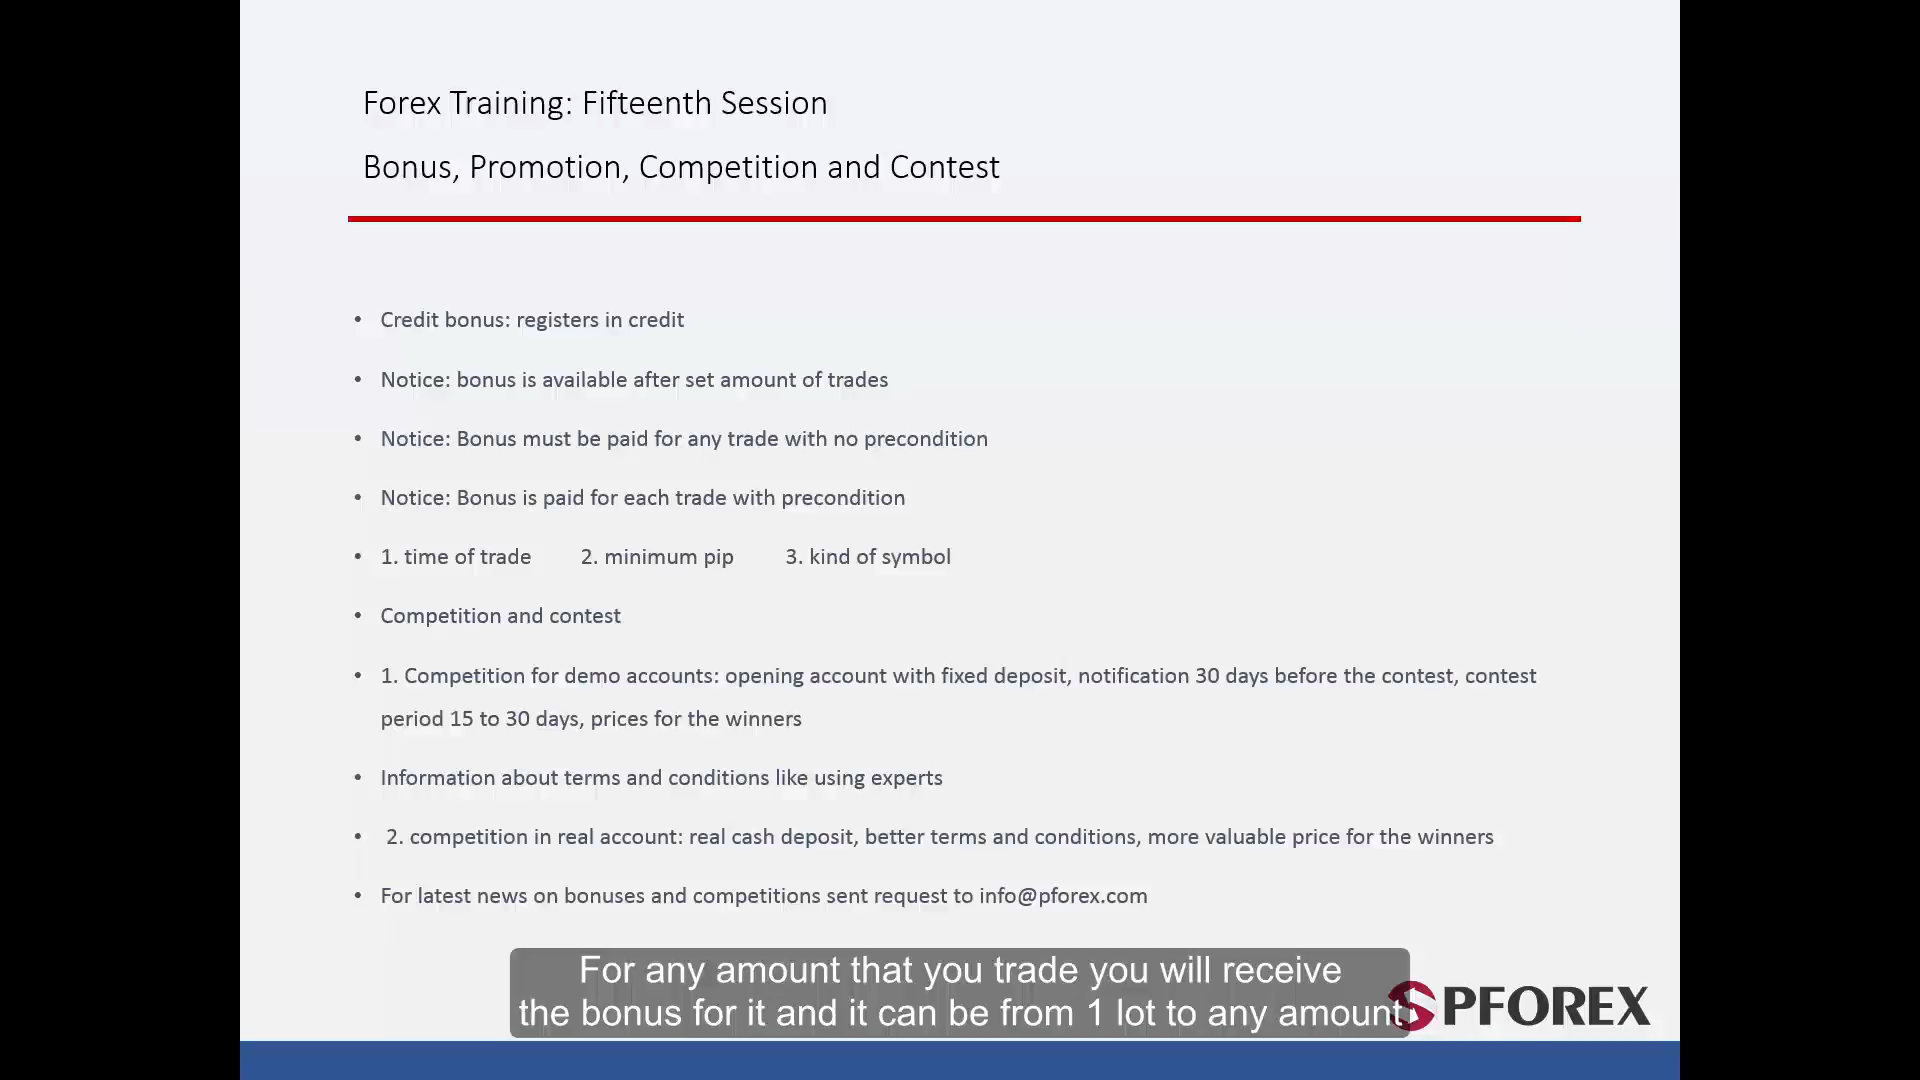 Forex Training: Fifteenth Session
Bonus, Promotion, Competition and Contest
• Credit bonus: registers in credit
• Notice: bonus is available after set amount of trades
• Notice: Bonus must be paid for any trade with no precondition
• Notice: Bonus is paid for each trade with precondition
• 1. time of trade 2. minimum pip 3. kind of symbol
• Competition and contest
• 1. Competition for demo accounts: opening account with fixed deposit, notification 30 days before the contest, contest
period 15 to 30 days, prices for the winners
• Information about terms and conditions like using experts
• 2. competition in real account: real cash deposit, better terms and conditions, more valuable price for the winners
• For latest news on bonuses and competitions sent request to info@pforex.com
For any amount that you trade you will receive
the bonus for it and it can be from 1 lot to any amount
PFOREX